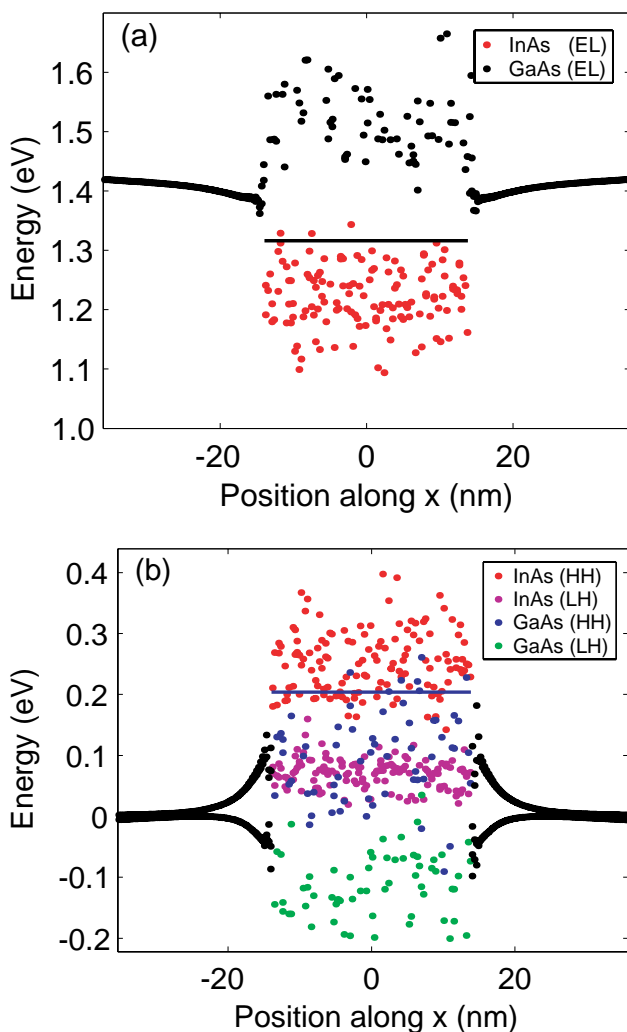 (a)
InAs (EL)
GaAs (EL)
Energy (eV)
1.6
1.5
1.4
1.3
1.2
1.1
1.0
-20 0 20
Position along x (nm)
(b)
InAs (HH)
InAs (LH)
GaAs (HH)
GaAs (LH)
Energy (eV)
0.4
0.3
0.2
0.1
0
-0.1
-0.2
-20 0 20
Position along x (nm)